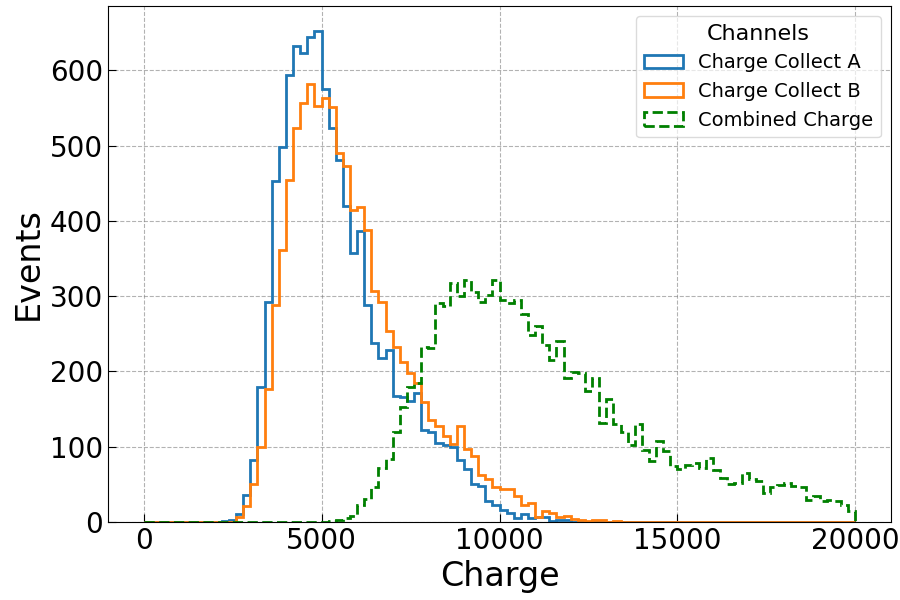 Channels
Charge Collect A
Charge Collect B
Combined Charge
Events
600
500
400
300
200
100
0
0 5000 10000 15000 20000
Charge